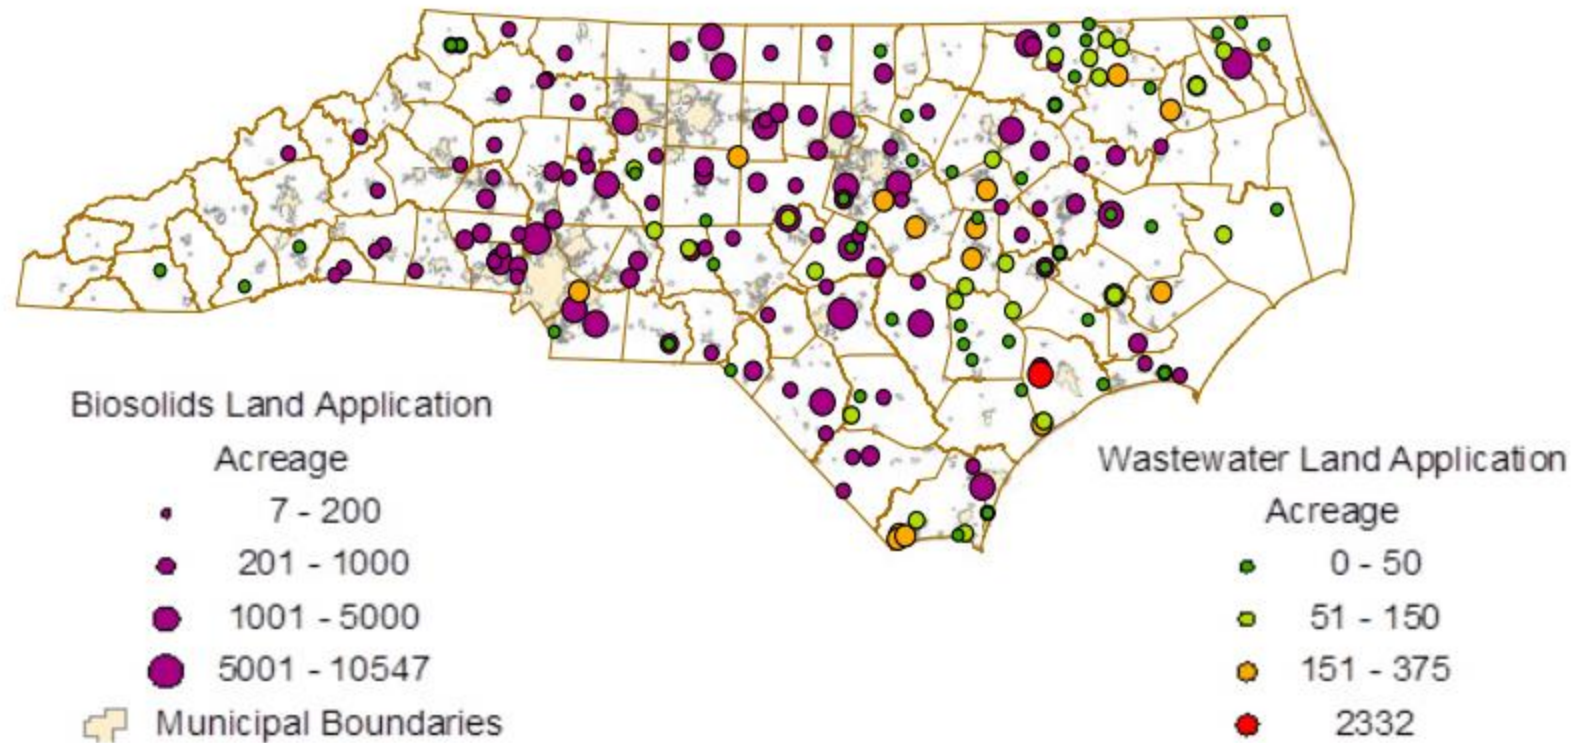 Biosolids Land Application
Acreage
7 - 200
201 - 1000
1001 - 5000
5001 - 10547
Municipal Boundaries
Wastewater Land Application
Acreage
0 - 50
51 - 150
151 - 375
2332